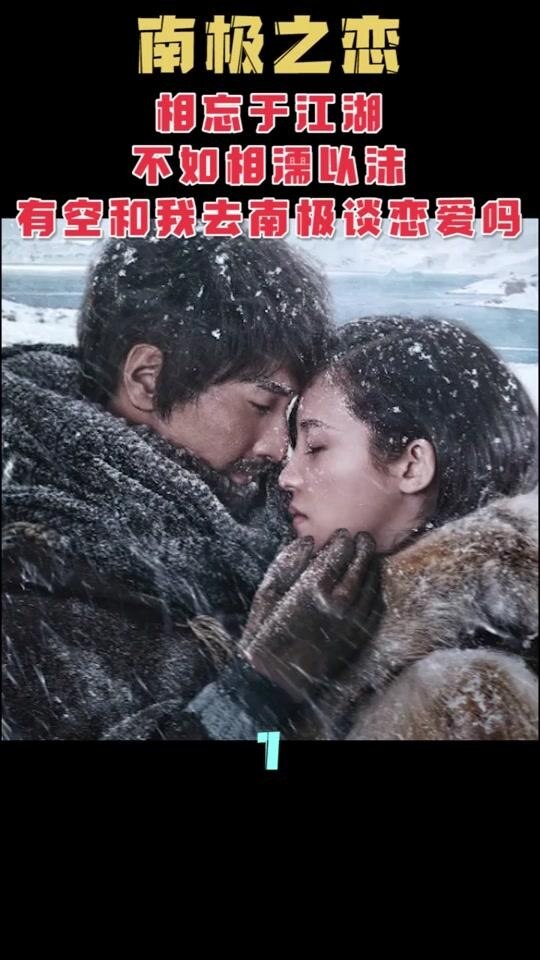 南极之恋
相忘于江湖
不如相濡以沫
有空和我去南极谈恋爱吗
1